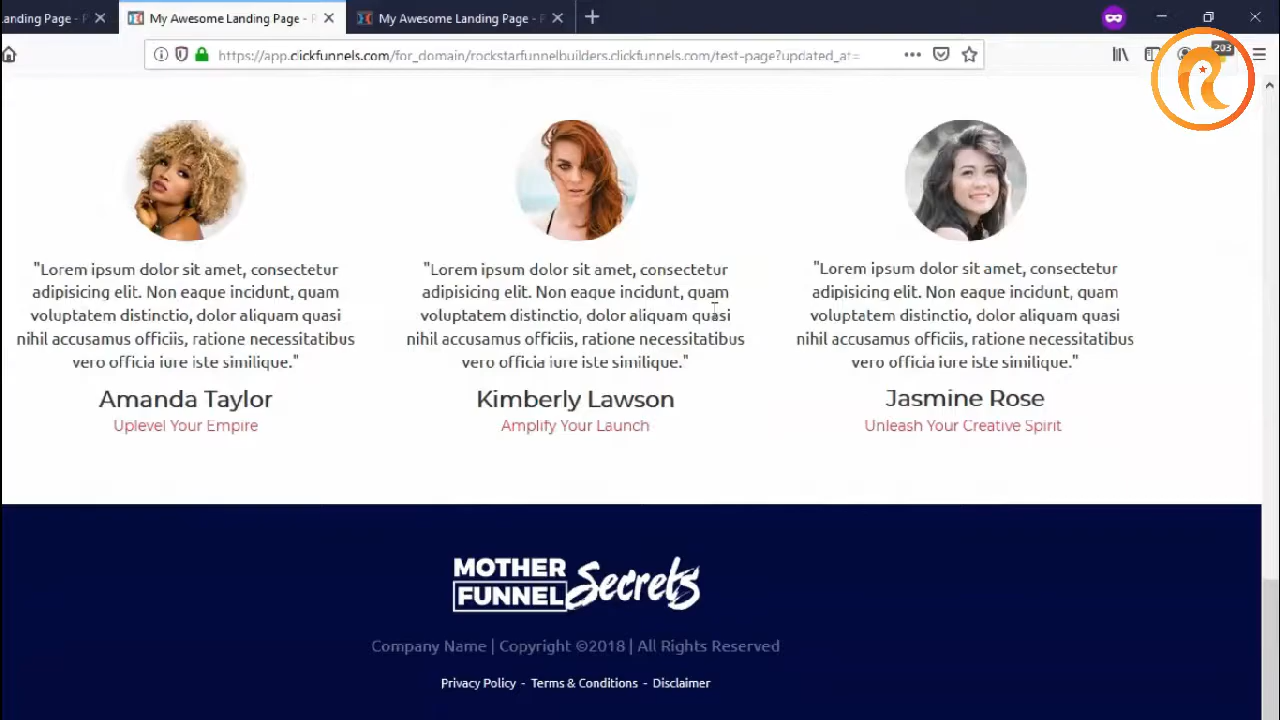 anding Page -
My Awesome Landing Page -
My Awesome Landing Page -
https://app.clickfunnels.com/for_domain/rockstarfunnelbuilders.clickfunnels.com/test-page?updated_at=
203
"Lorem ipsum dolor sit amet, consectetur
adipisicing elit. Non eaque incidunt, quam
voluptatem distinctio, dolor aliquam quasi
nihil accusamus officiis, ratione necessitatibus
vero officia iure iste similique."
Amanda Taylor
Uplevel Your Empire
"Lorem ipsum dolor sit amet, consectetur
adipisicing elit. Non eaque incidunt, quam
voluptatem distinctio, dolor aliquam quasi
nihil accusamus officiis, ratione necessitatibus
vero officia iure iste similique."
Kimberly Lawson
Amplify Your Launch
"Lorem ipsum dolor sit amet, consectetur
adipisicing elit. Non eaque incidunt, quam
voluptatem distinctio, dolor aliquam quasi
nihil accusamus officiis, ratione necessitatibus
vero officia iure iste similique."
Jasmine Rose
Unleash Your Creative Spirit
MOTHER
FUNNEL Secrets
Company Name | Copyright ©2018 | All Rights Reserved
Privacy Policy - Terms & Conditions - Disclaimer